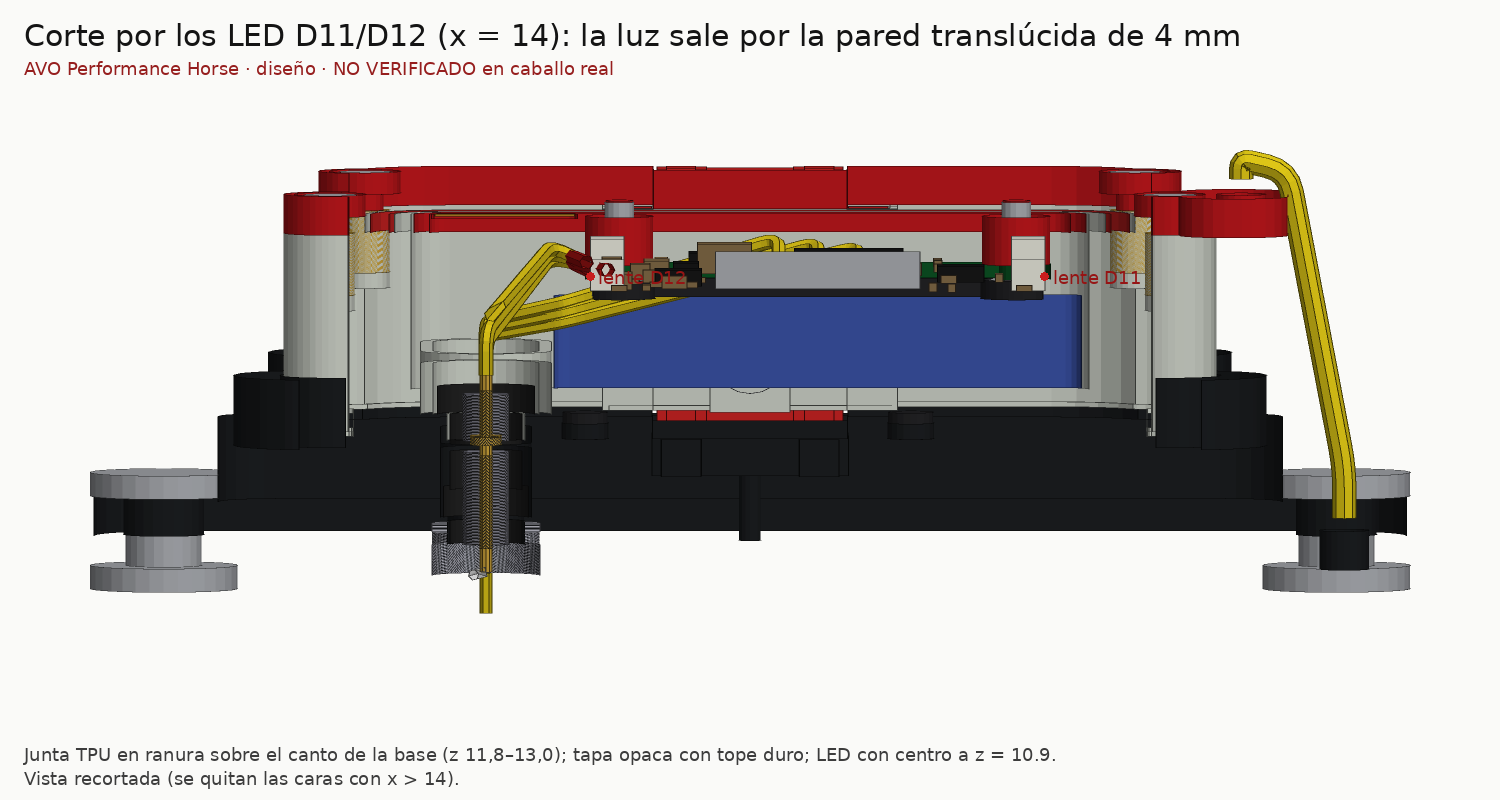 Corte por los LED D11/D12 (x = 14): la luz sale por la pared translúcida de 4 mm
AVO Performance Horse · diseño · NO VERIFICADO en caballo real
lente D12
lente D11
Junta TPU en ranura sobre el canto de la base (z 11,8–13,0); tapa opaca con tope duro; LED con centro a z = 10.9.
Vista recortada (se quitan las caras con x > 14).